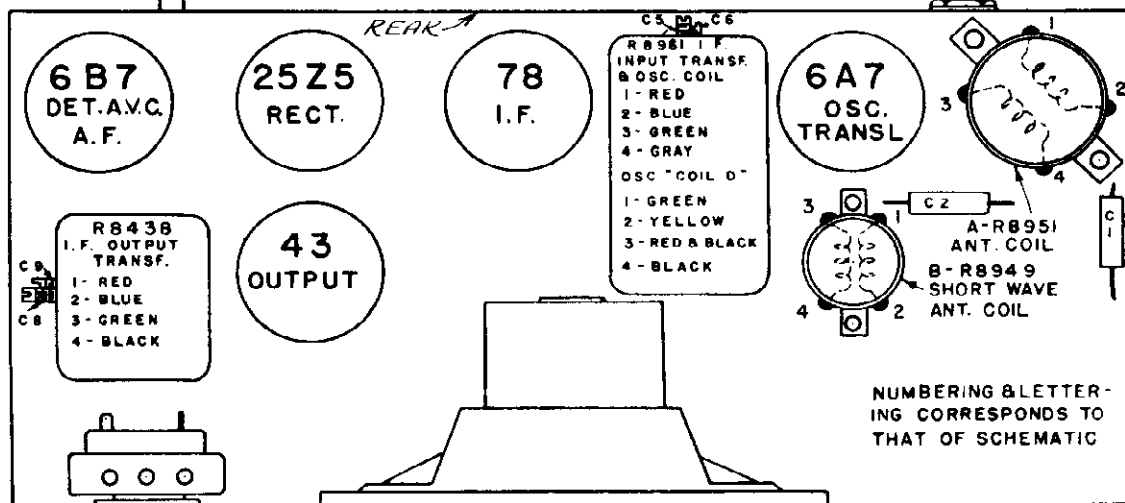 REAR
C5
C6
6B7
DET. A.V.C.
A.F.
25Z5
RECT.
78
I.F.
R8961 I.F.
INPUT TRANSF.
& OSC. COIL
1 - RED
2 - BLUE
3 - GREEN
4 - GRAY
OSC "COIL D"
1 - GREEN
2 - YELLOW
3 - RED & BLACK
4 - BLACK
6A7
OSC.
TRANSL
1
2
3
4
A-R8951
ANT. COIL
C2
C1
3
1
4
2
B-R8949
SHORT WAVE
ANT. COIL
R8438
I.F. OUTPUT
TRANSF.
1 - RED
2 - BLUE
3 - GREEN
4 - BLACK
C9
C8
43
OUTPUT
NUMBERING & LETTER-
ING CORRESPONDS TO
THAT OF SCHEMATIC